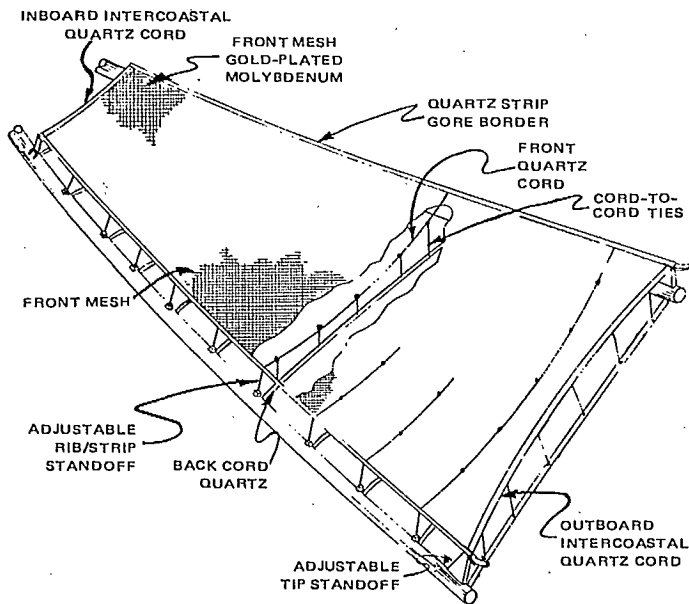 INBOARD INTERCOASTAL
QUARTZ CORD
FRONT MESH
GOLD-PLATED
MOLYBDENUM
QUARTZ STRIP
GORE BORDER
FRONT
QUARTZ
CORD
CORD-TO-
CORD TIES
FRONT MESH
ADJUSTABLE
RIB/STRIP
STANDOFF
BACK CORD
QUARTZ
ADJUSTABLE
TIP STANDOFF
OUTBOARD
INTERCOASTAL
QUARTZ CORD